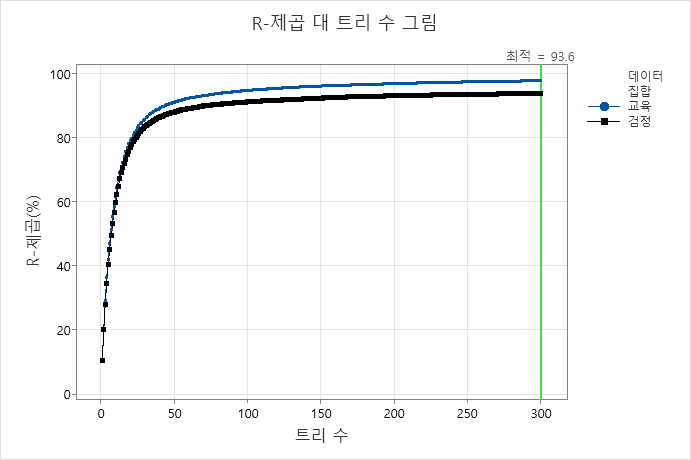 R-제곱 대 트리 수 그림
최적 = 93.6
데이터
집합
교육
검정
R-제곱(%)
100
80
60
40
20
0
0 50 100 150 200 250 300
트리 수